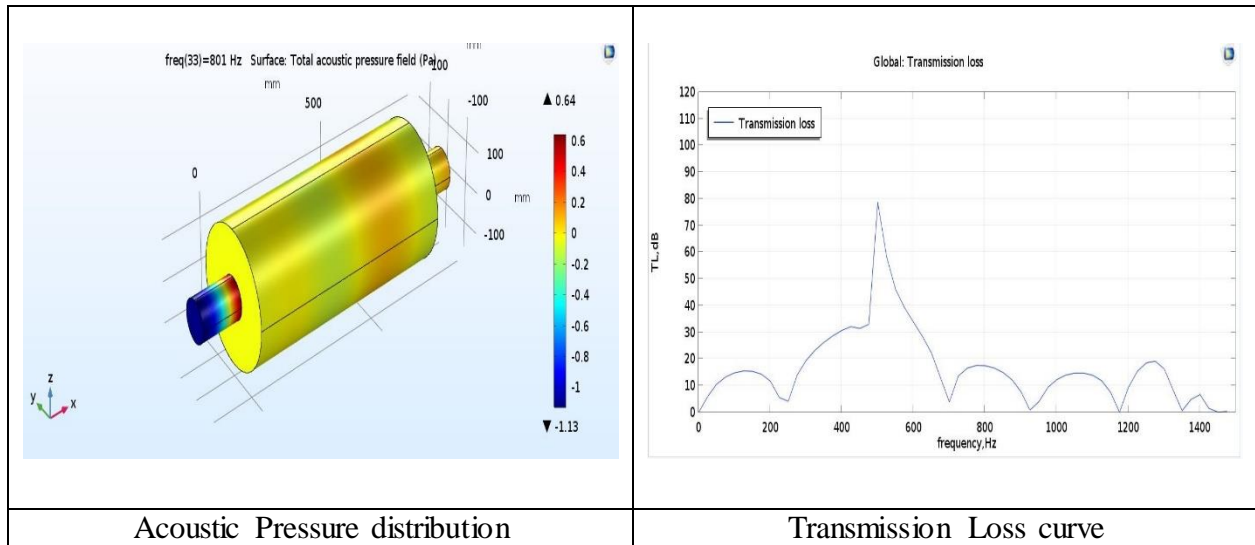 freq(33)=801 Hz Surface: Total acoustic pressure field (Pa)
mm
mm
100
500
-100
0
100
0
mm
-100
▲ 0.64
0.6
0.4
0.2
0
-0.2
-0.4
-0.6
-0.8
-1
▼ -1.13
z
y
x
Global: Transmission loss
Transmission loss
120
110
100
90
80
70
60
50
40
30
20
10
0
TL, dB
0 200 400 600 800 1000 1200 1400
frequency,Hz
Acoustic Pressure distribution
Transmission Loss curve